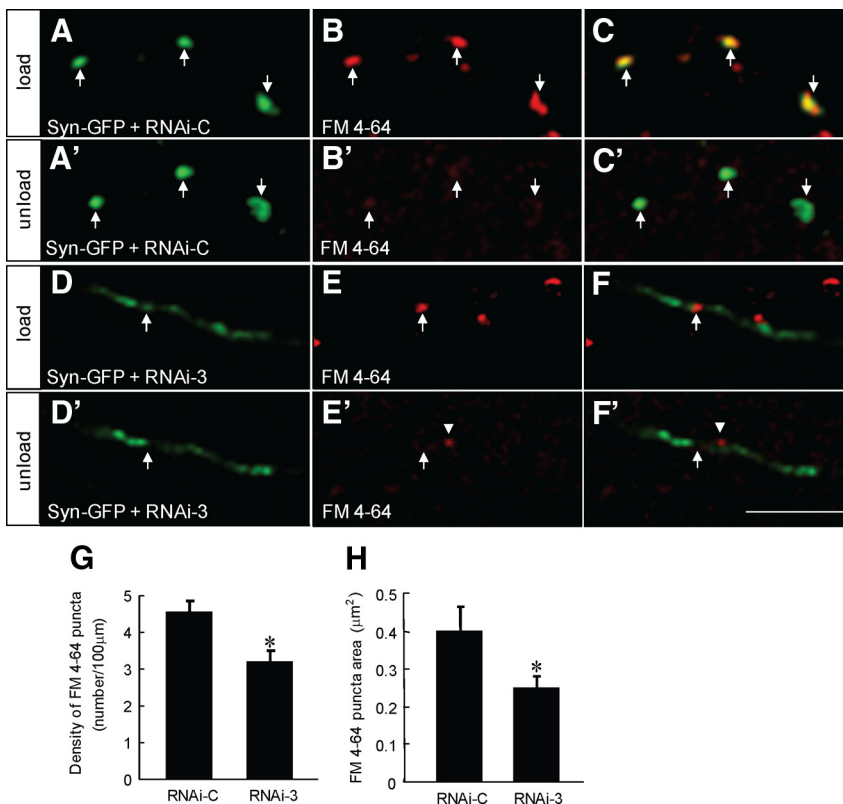 A B C
load
Syn-GFP + RNAi-C FM 4-64
A' B' C'
unload
Syn-GFP + RNAi-C FM 4-64
D E F
load
Syn-GFP + RNAi-3 FM 4-64
D' E' F'
unload
Syn-GFP + RNAi-3 FM 4-64
G
Density of FM 4-64 puncta
(number/100μm)
5
4
3
2
1
0
*
RNAi-C RNAi-3
H
FM 4-64 puncta area (μm²)
0.5
0.4
0.3
0.2
0.1
0
*
RNAi-C RNAi-3